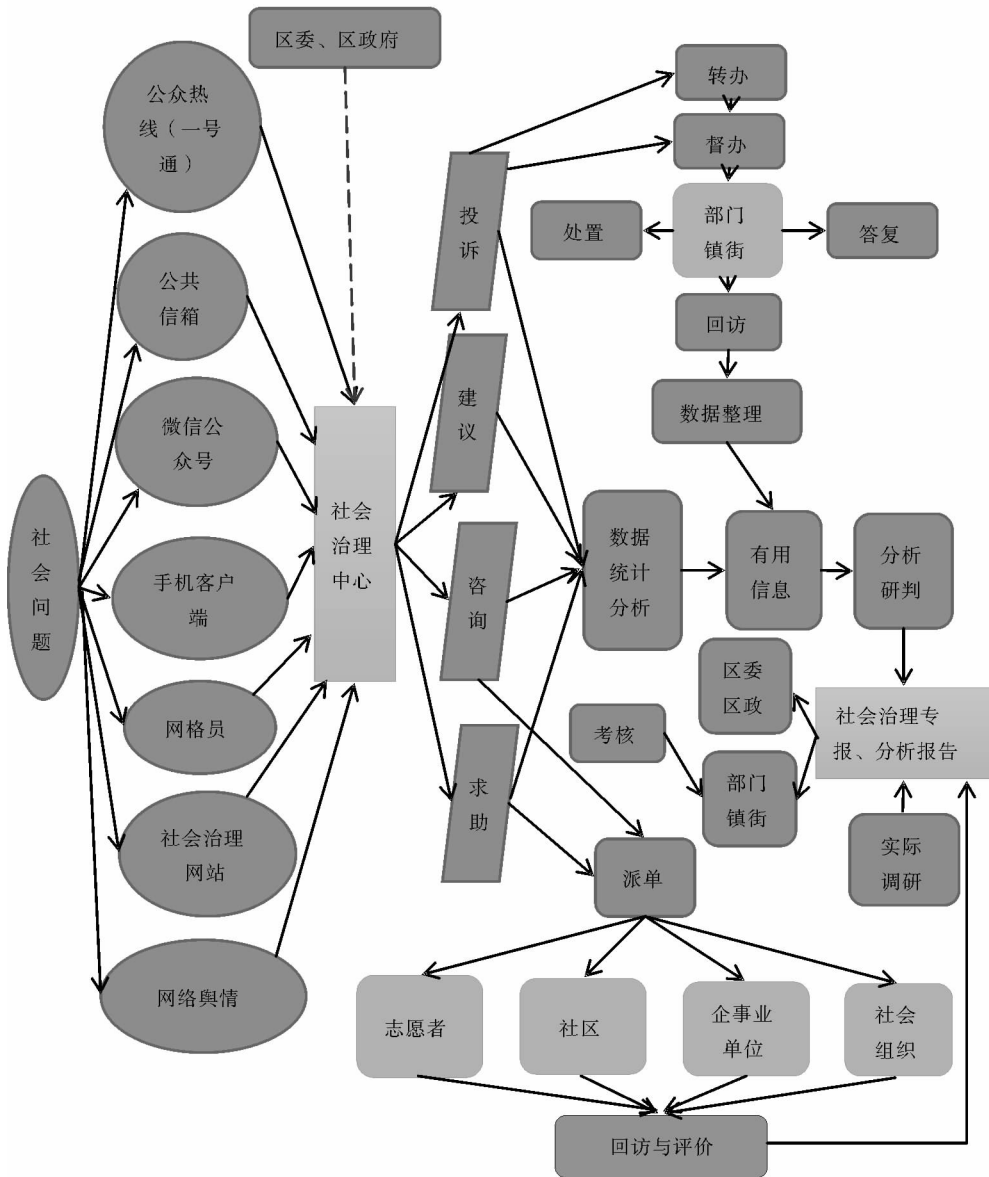 区委、区政府
公众热
线（一号
通）
公共
信箱
微信公
众号
手机客户
端
网格员
社会治理
网站
网络舆情
社
会
问
题
社会
治理
中心
投
诉
建
议
咨
询
求
助
转办
督办
部门
镇街
处置
答复
回访
数据整理
数据
统计
分析
有用
信息
分析
研判
区委
区政
考核
部门
镇街
社会治理专
报、分析报告
实际
调研
派单
志愿者
社区
企事业
单位
社会
组织
回访与评价